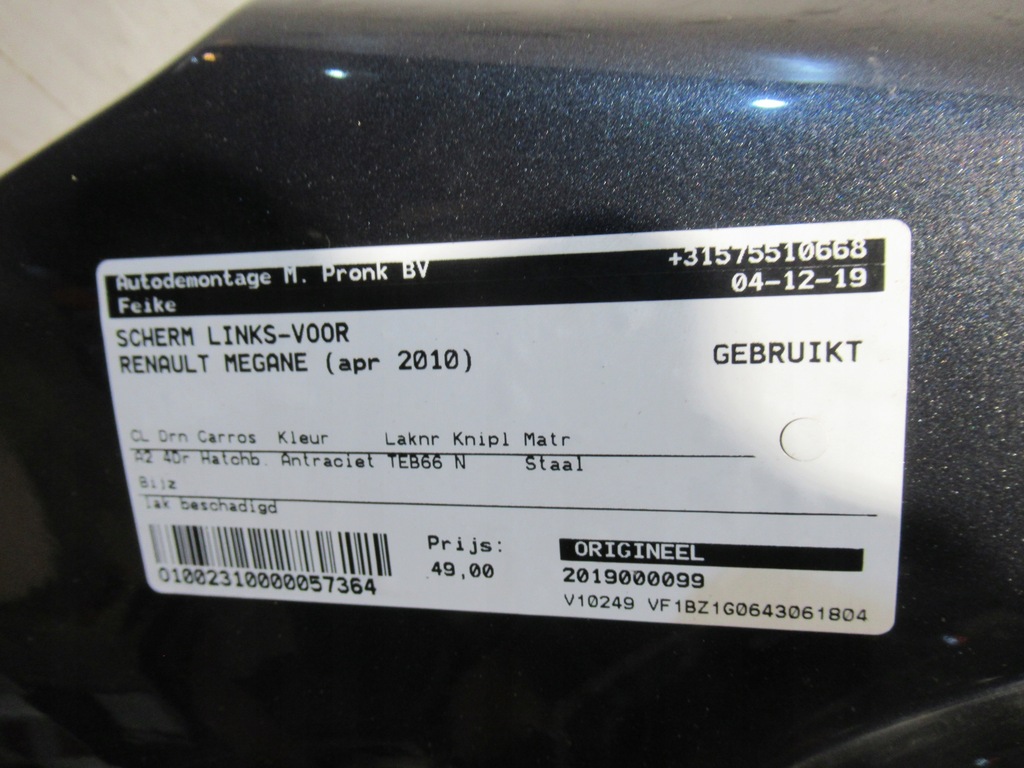 Autodemontage M. Pronk BV +31575510668
Feike 04-12-19
SCHERM LINKS-VOOR
RENAULT MEGANE (apr 2010) GEBRUIKT
CL Drn Carros Kleur Laknr Knipl Matr
A2 4Dr Hatchb. Antraciet TEB66 N Staal
Bijz
lak beschadigd
Prijs: ORIGINEEL
49,00 2019000099
01002310000057364
V10249 VF1BZ1G0643061804